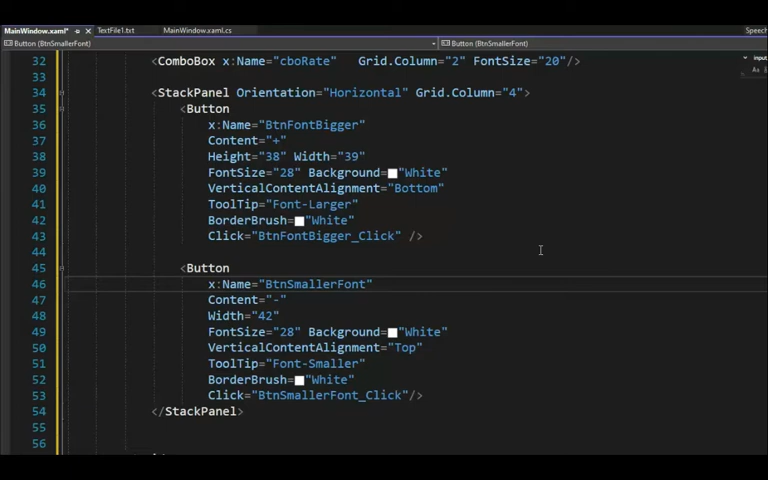 MainWindow.xaml* TextFile1.txt MainWindow.xaml.cs Speech
Button (BtnSmallerFont) Button (BtnSmallerFont)
input
32 <ComboBox x:Name="cboRate" Grid.Column="2" FontSize="20"/>
33
34 <StackPanel Orientation="Horizontal" Grid.Column="4">
35 <Button
36 x:Name="BtnFontBigger"
37 Content="+"
38 Height="38" Width="39"
39 FontSize="28" Background="White"
40 VerticalContentAlignment="Bottom"
41 ToolTip="Font-Larger"
42 BorderBrush="White"
43 Click="BtnFontBigger_Click" />
44
45 <Button
46 x:Name="BtnSmallerFont"
47 Content="-"
48 Width="42"
49 FontSize="28" Background="White"
50 VerticalContentAlignment="Top"
51 ToolTip="Font-Smaller"
52 BorderBrush="White"
53 Click="BtnSmallerFont_Click"/>
54 </StackPanel>
55
56